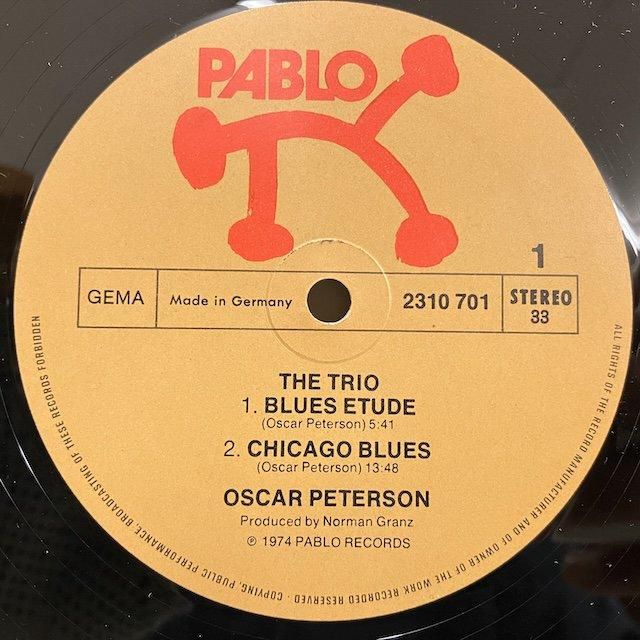 PABLO
1
GEMA
Made in Germany
2310 701
STEREO
33
THE TRIO
1. BLUES ETUDE
(Oscar Peterson) 5:41
2. CHICAGO BLUES
(Oscar Peterson) 13:48
OSCAR PETERSON
Produced by Norman Granz
℗ 1974 PABLO RECORDS
ALL RIGHTS OF THE RECORD MANUFACTURER AND OF OWNER OF THE WORK RECORDED RESERVED · COPYING, PUBLIC PERFORMANCE BROADCASTING OF THESE RECORDS FORBIDDEN